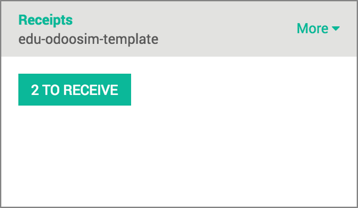 Receipts
More
edu-odoosim-template
2 TO RECEIVE